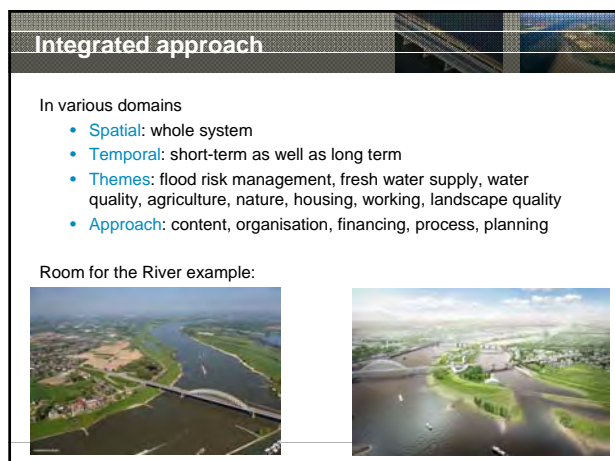 Integrated approach
In various domains
• Spatial: whole system
• Temporal: short-term as well as long term
• Themes: flood risk management, fresh water supply, water
quality, agriculture, nature, housing, working, landscape quality
• Approach: content, organisation, financing, process, planning
Room for the River example: